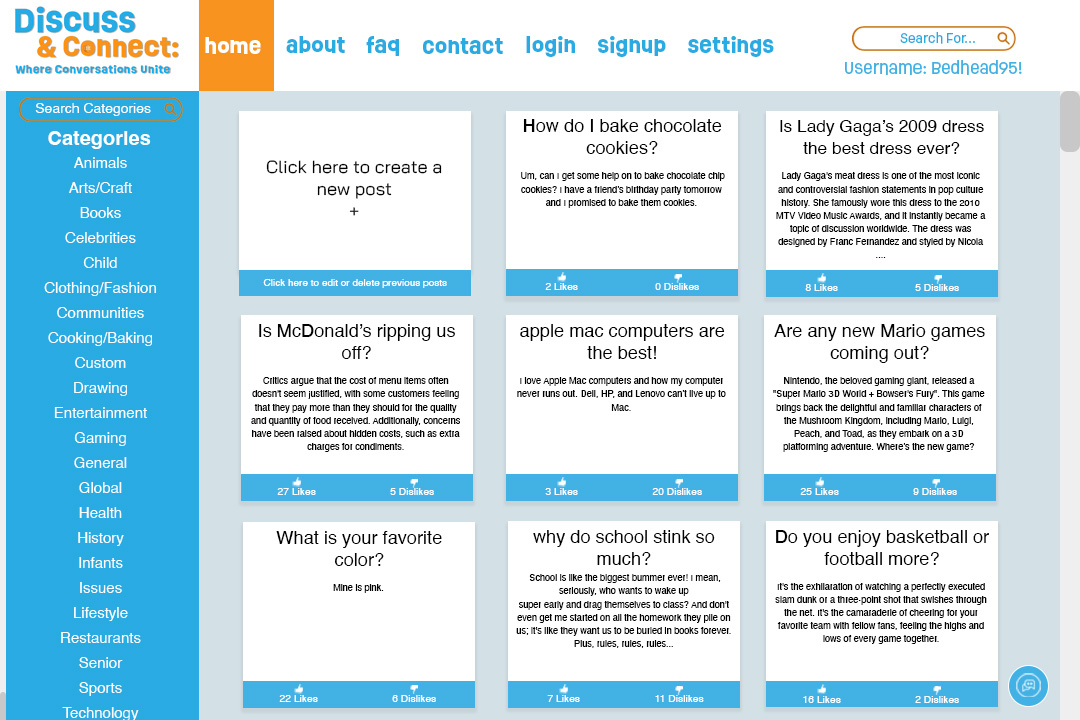 Discuss
& Connect:
Where Conversations Unite
home about faq contact login signup settings
Search For...
Username: Bedhead95!
Search Categories
Categories
Animals
Arts/Craft
Books
Celebrities
Child
Clothing/Fashion
Communities
Cooking/Baking
Custom
Drawing
Entertainment
Gaming
General
Global
Health
History
Infants
Issues
Lifestyle
Restaurants
Senior
Sports
Technology
Click here to create a
new post
+
Click here to edit or delete previous posts
How do I bake chocolate
cookies?
Um, can i get some help on to bake chocolate chip
cookies? i have a friend's birthday party tomorrow
and i promised to bake them cookies.
2 Likes 0 Dislikes
Is Lady Gaga's 2009 dress
the best dress ever?
Lady Gaga's meat dress is one of the most iconic
and controversial fashion statements in pop culture
history. She famously wore this dress to the 2010
MTV Video Music Awards, and it instantly became a
topic of discussion worldwide. The dress was
designed by Franc Fernandez and styled by Nicola
....
8 Likes 5 Dislikes
Is McDonald's ripping us
off?
Critics argue that the cost of menu items often
doesn't seem justified, with some customers feeling
that they pay more than they should for the quality
and quantity of food received. Additionally, concerns
have been raised about hidden costs, such as extra
charges for condiments.
27 Likes 5 Dislikes
apple mac computers are
the best!
i love Apple Mac computers and how my computer
never runs out. Dell, HP, and Lenovo can't live up to
Mac.
3 Likes 20 Dislikes
Are any new Mario games
coming out?
Nintendo, the beloved gaming giant, released a
"Super Mario 3D World + Bowser's Fury". This game
brings back the delightful and familiar characters of
the Mushroom Kingdom, including Mario, Luigi,
Peach, and Toad, as they embark on a 3D
platforming adventure. Where's the new game?
25 Likes 9 Dislikes
What is your favorite
color?
Mine is pink.
22 Likes 6 Dislikes
why do school stink so
much?
School is like the biggest bummer ever! I mean,
seriously, who wants to wake up
super early and drag themselves to class? And don't
even get me started on all the homework they pile on
us; it's like they want us to be buried in books forever.
Plus, rules, rules, rules...
7 Likes 11 Dislikes
Do you enjoy basketball or
football more?
it's the exhilaration of watching a perfectly executed
slam dunk or a three-point shot that swishes through
the net. it's the camaraderie of cheering for your
favorite team with fellow fans, feeling the highs and
lows of every game together.
16 Likes 2 Dislikes